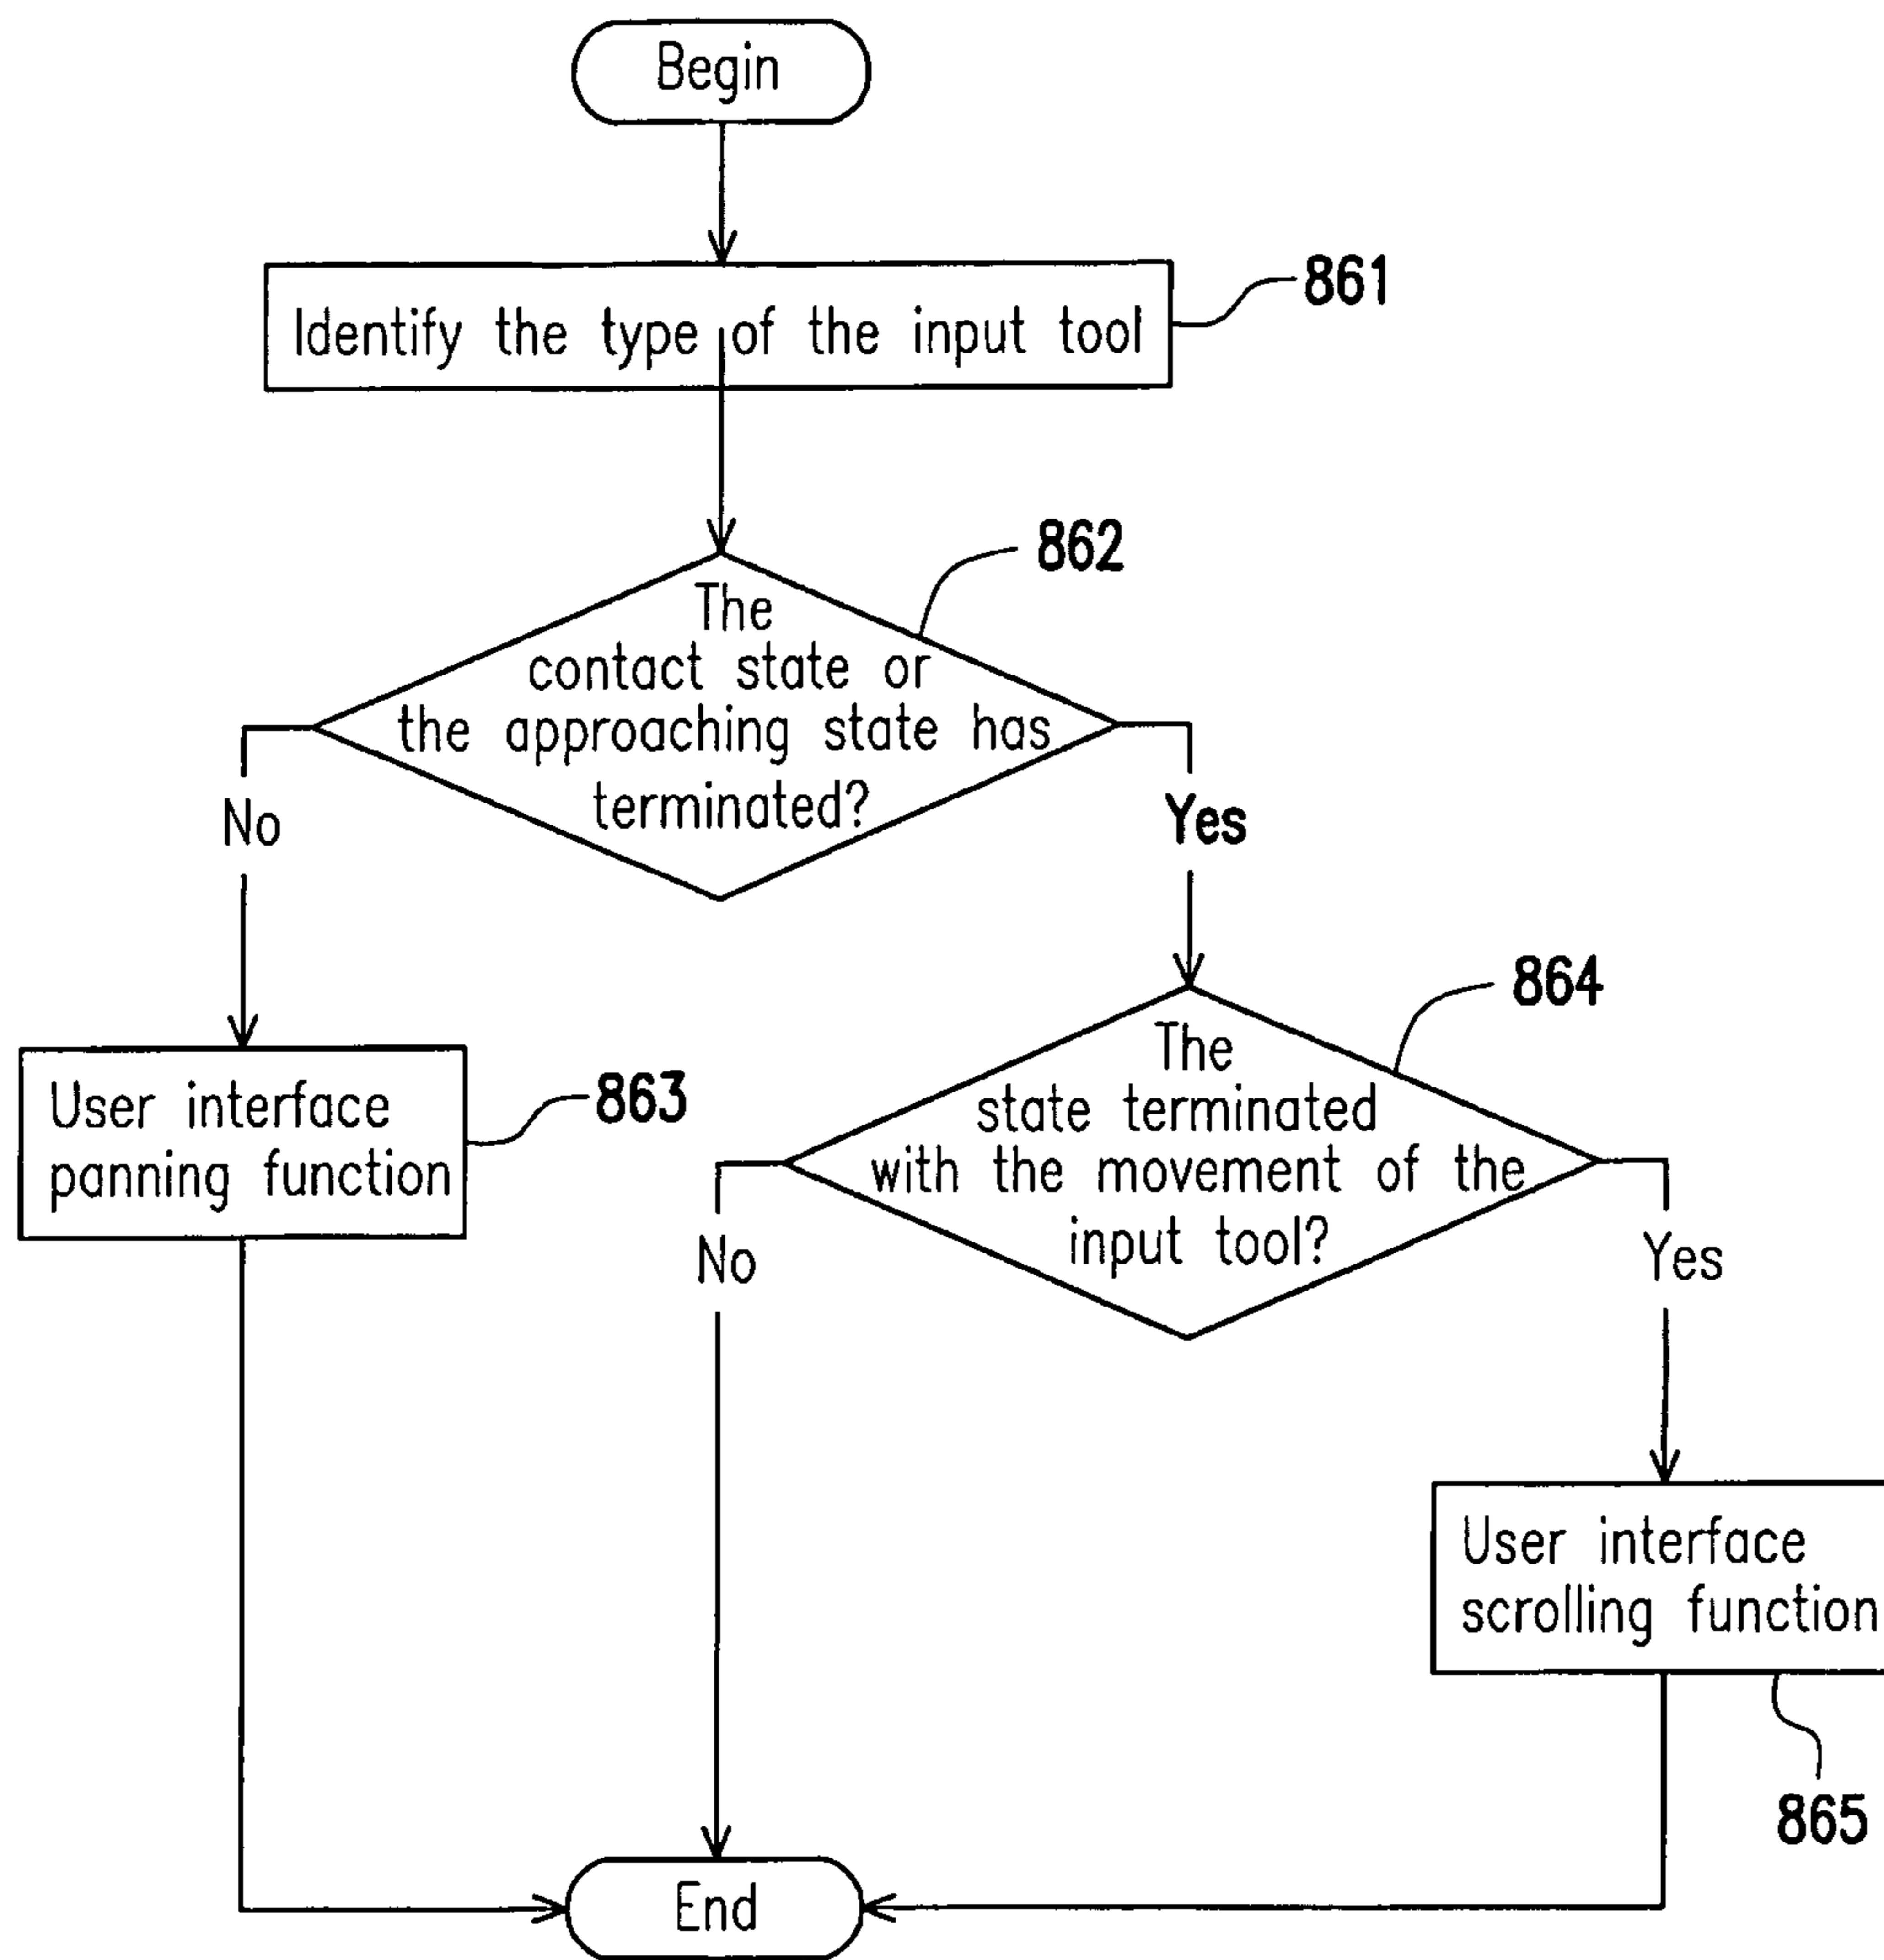 Begin
Identify the type of the input tool
861
862
The
contact state or
the approaching state has
terminated?
No
Yes
864
The
state terminated
with the movement of the
input tool?
User interface
panning function
863
No
Yes
User interface
scrolling function
865
End